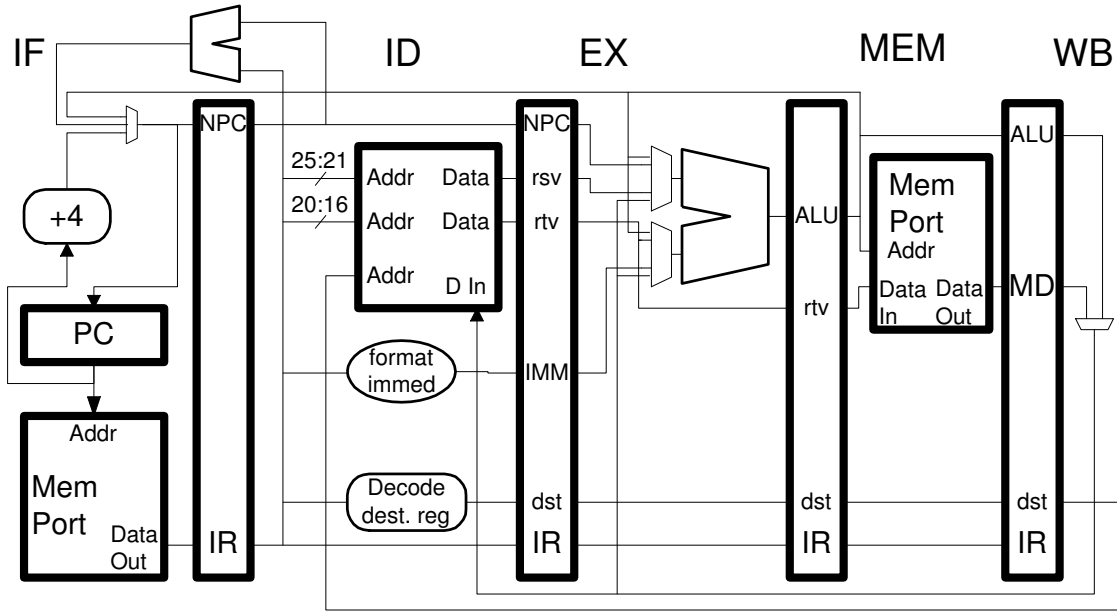 IF
ID
EX
MEM
WB
+4
PC
Addr
Mem
Port
Data
Out
NPC
IR
25:21
20:16
Addr
Data
Addr
Data
Addr
D In
format
immed
Decode
dest. reg
NPC
rsv
rtv
IMM
dst
IR
ALU
rtv
dst
IR
Mem
Port
Addr
Data
In
Data
Out
ALU
MD
dst
IR